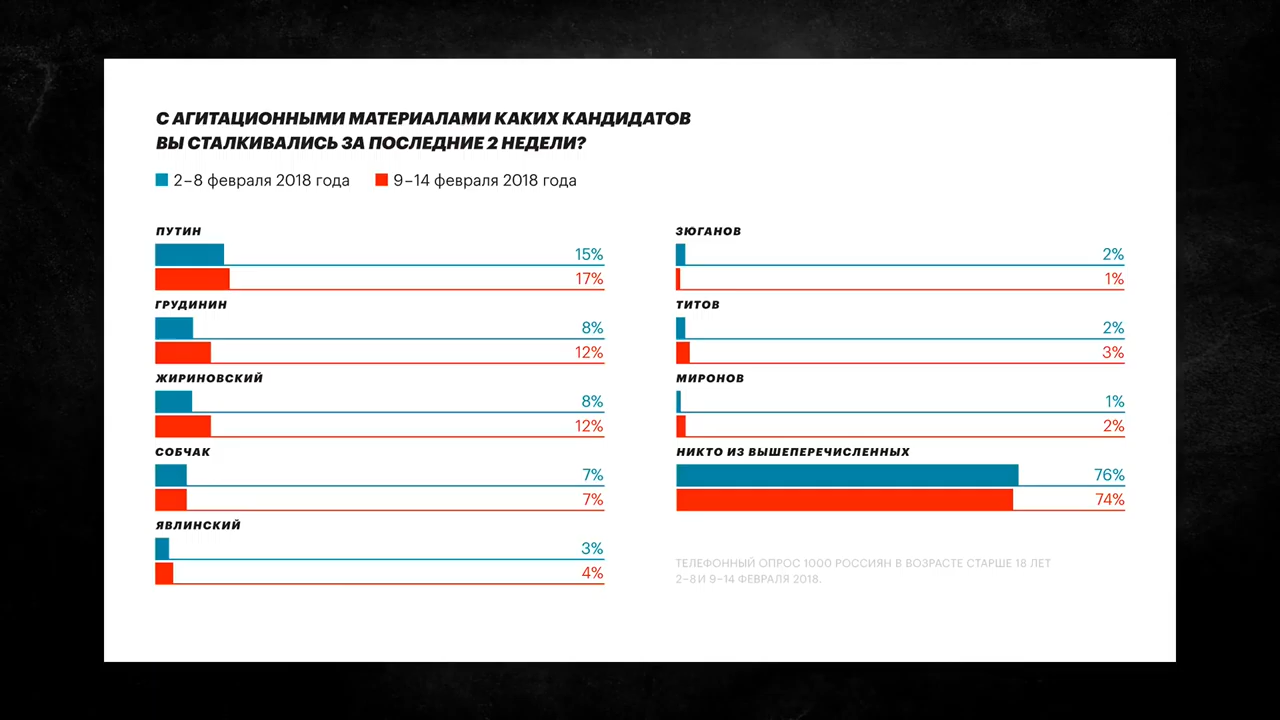 С АГИТАЦИОННЫМИ МАТЕРИАЛАМИ КАКИХ КАНДИДАТОВ
ВЫ СТАЛКИВАЛИСЬ ЗА ПОСЛЕДНИЕ 2 НЕДЕЛИ?
2–8 февраля 2018 года
9–14 февраля 2018 года
ПУТИН
15%
17%
ГРУДИНИН
8%
12%
ЖИРИНОВСКИЙ
8%
12%
СОБЧАК
7%
7%
ЯВЛИНСКИЙ
3%
4%
ЗЮГАНОВ
2%
1%
ТИТОВ
2%
3%
МИРОНОВ
1%
2%
НИКТО ИЗ ВЫШЕПЕРЕЧИСЛЕННЫХ
76%
74%
ТЕЛЕФОННЫЙ ОПРОС 1000 РОССИЯН В ВОЗРАСТЕ СТАРШЕ 18 ЛЕТ
2–8 И 9–14 ФЕВРАЛЯ 2018.